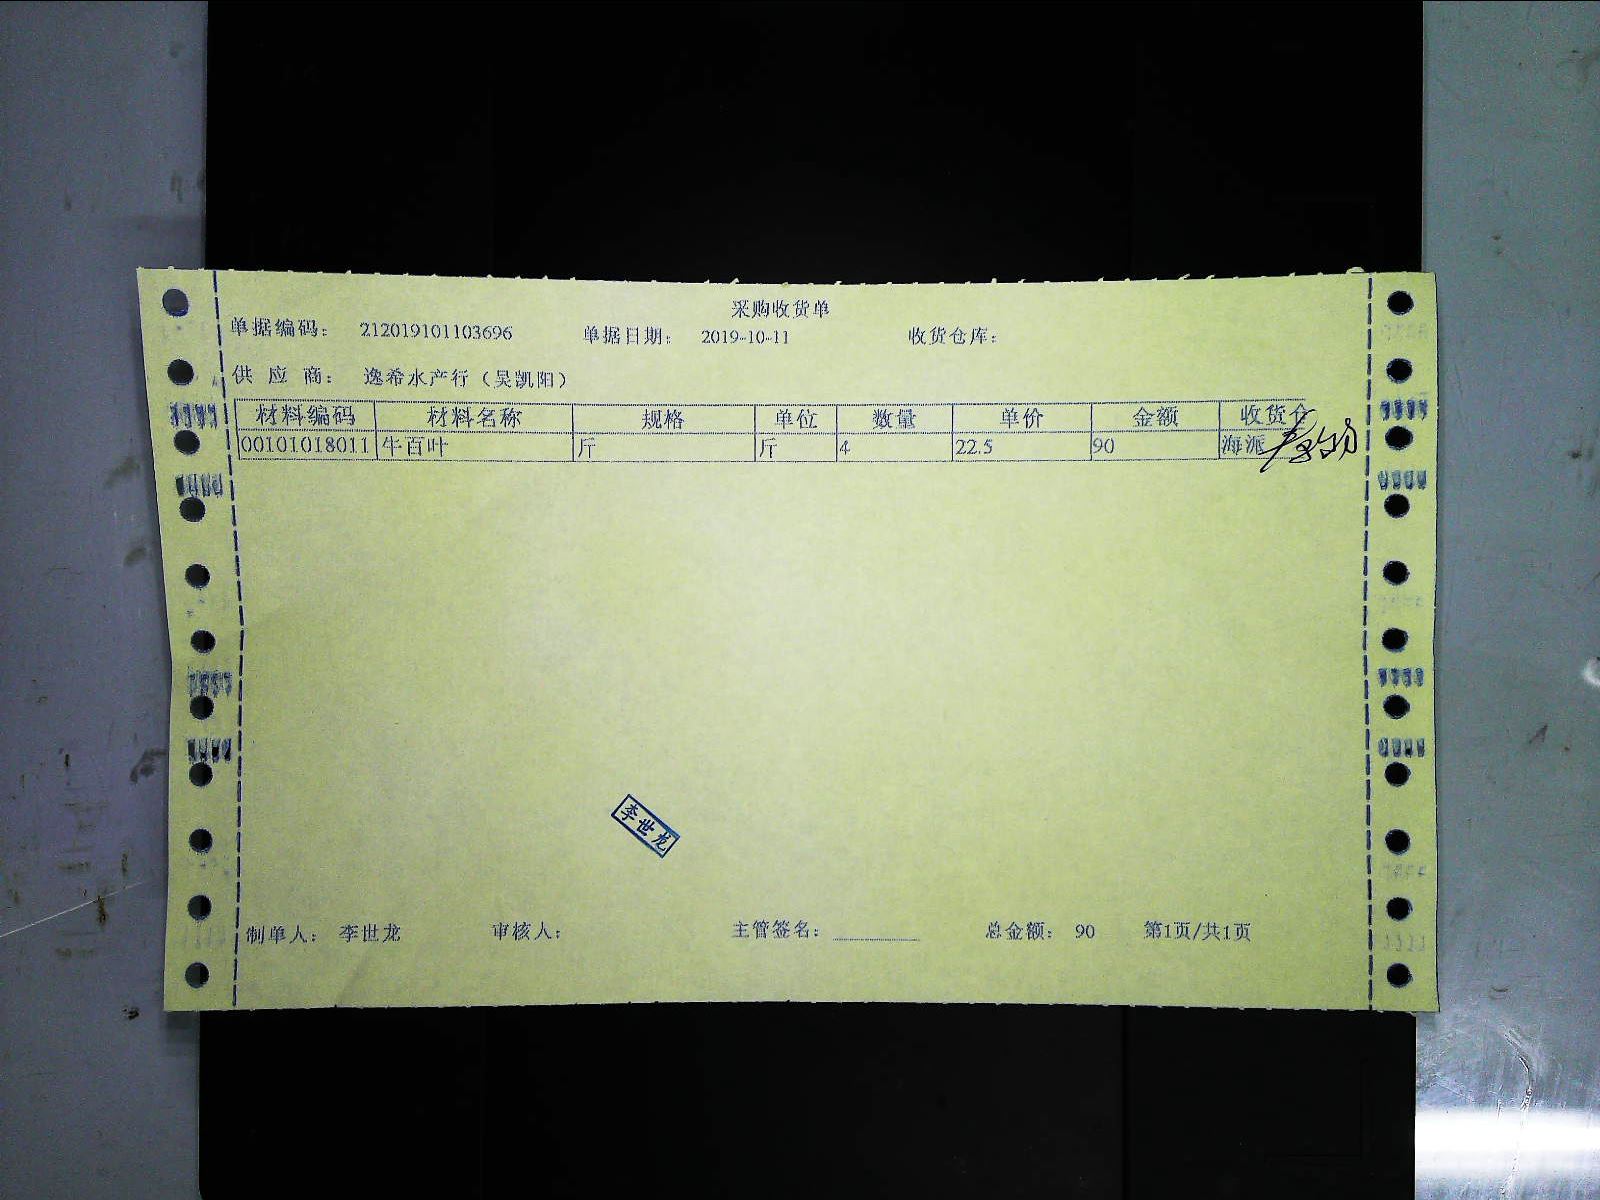 采购收货单
单据编码： 212019101103696 单据日期： 2019-10-11 收货仓库：
供 应 商： 逸希水产行（吴凯阳）
材料编码 材料名称 规格 单位 数量 单价 金额 收货仓
00101018011 牛百叶 斤 斤 4 22.5 90 海派
李世龙
制单人： 李世龙 审核人： 主管签名： 总金额： 90 第1页/共1页